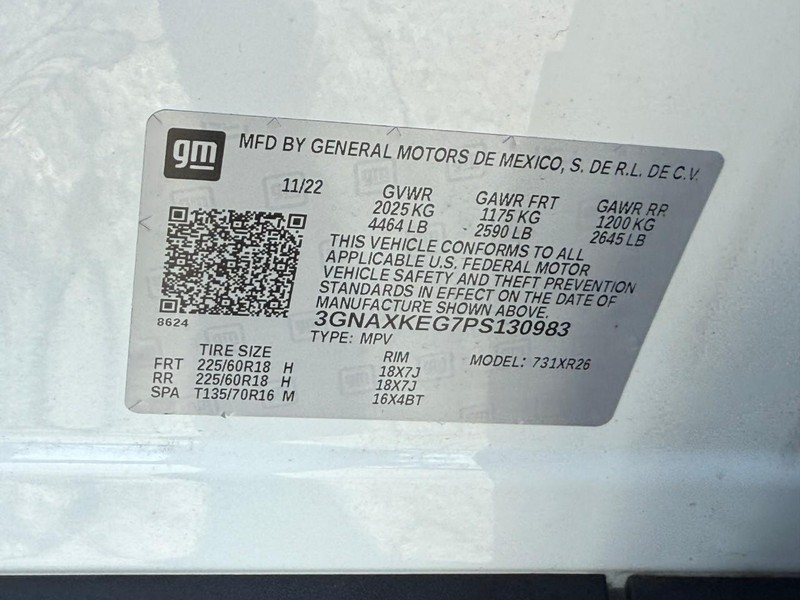 gm
MFD BY GENERAL MOTORS DE MEXICO, S. DE R.L. DE C.V.
11/22 GVWR GAWR FRT GAWR RR
2025 KG 1175 KG 1200 KG
4464 LB 2590 LB 2645 LB
THIS VEHICLE CONFORMS TO ALL
APPLICABLE U.S. FEDERAL MOTOR
VEHICLE SAFETY AND THEFT PREVENTION
STANDARDS IN EFFECT ON THE DATE OF
MANUFACTURE SHOWN ABOVE.
8624
3GNAXKEG7PS130983
TYPE: MPV
TIRE SIZE RIM MODEL: 731XR26
FRT 225/60R18 H 18X7J
RR 225/60R18 H 18X7J
SPA T135/70R16 M 16X4BT